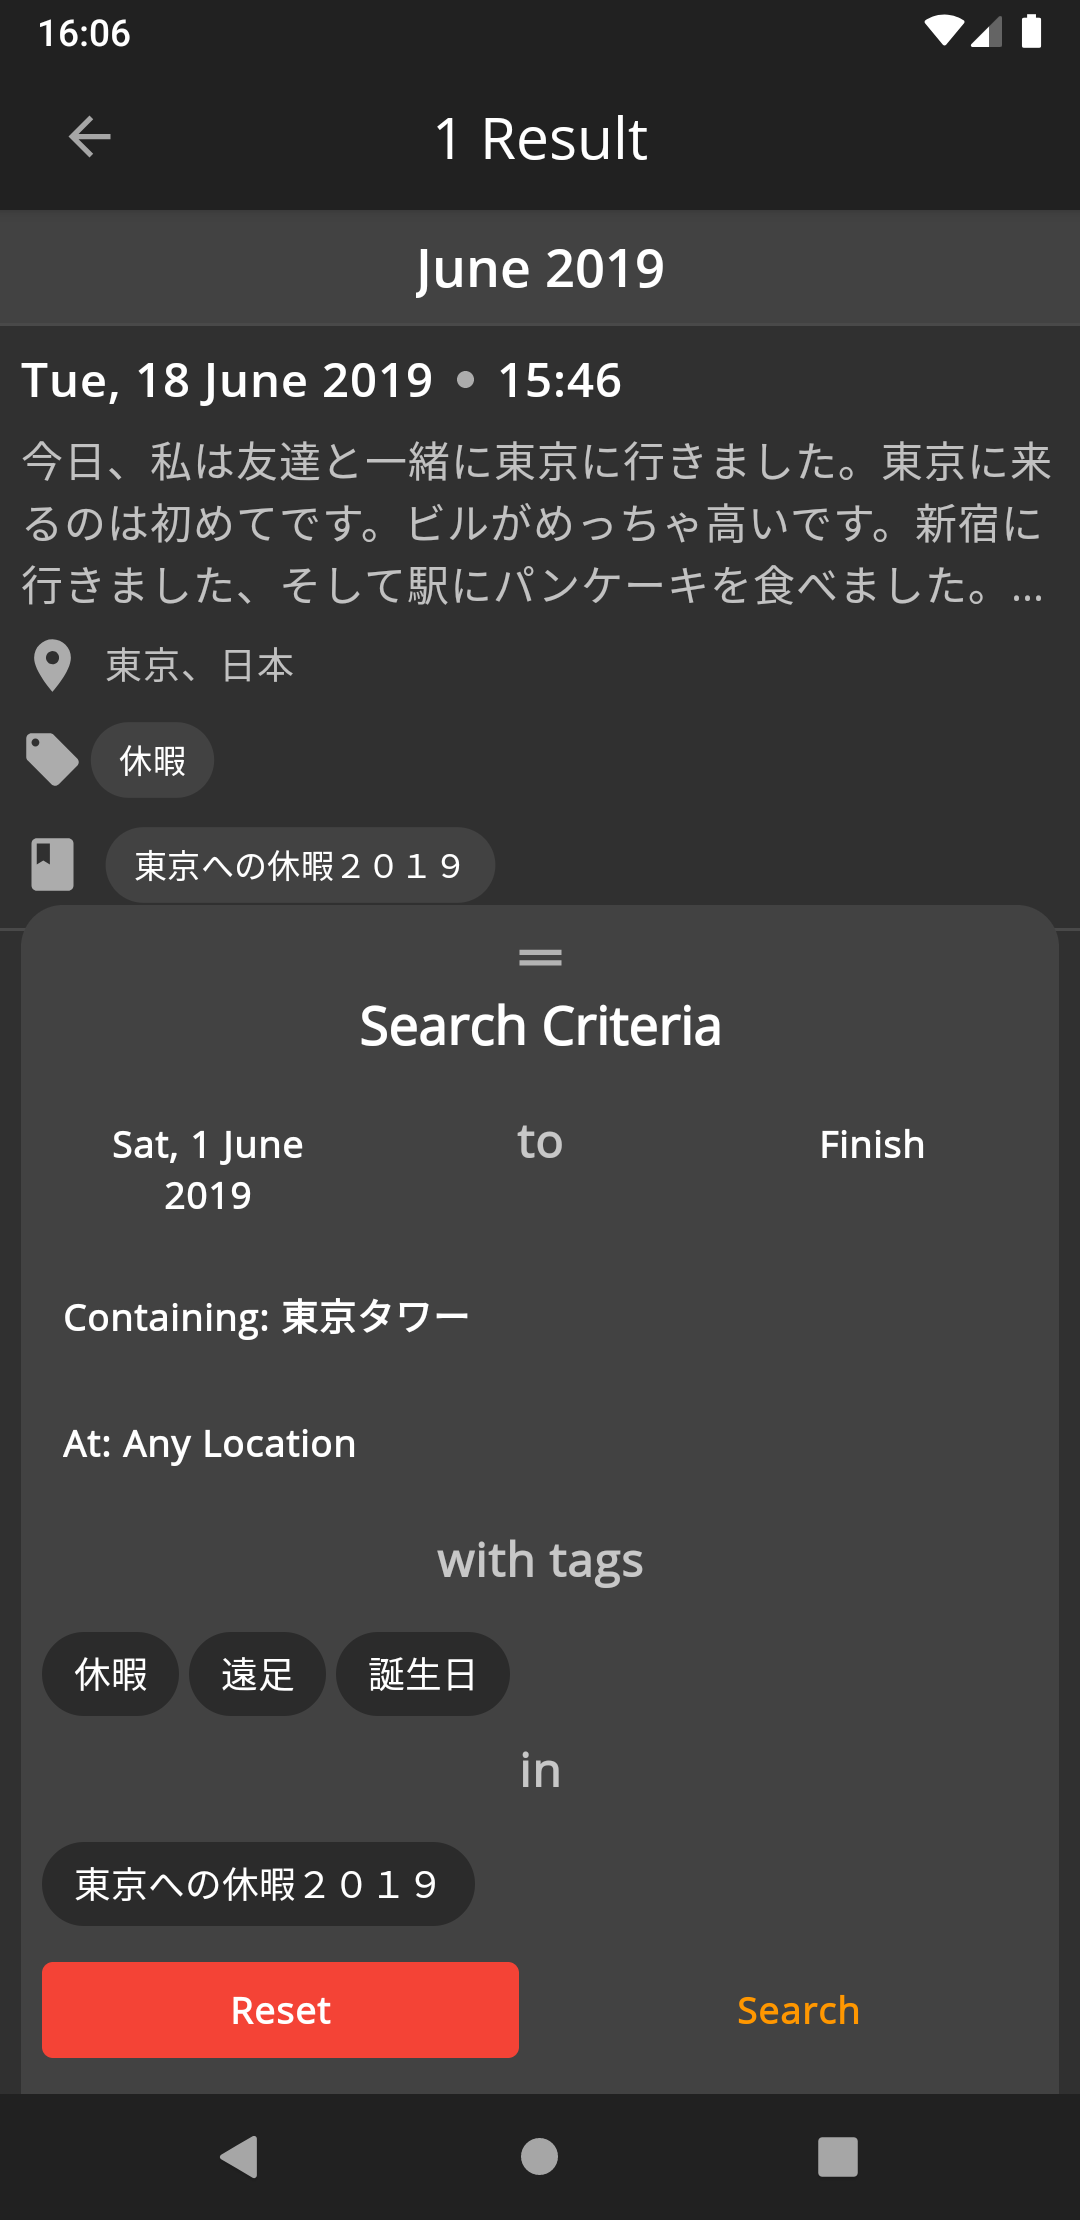 16:06
1 Result
June 2019
Tue, 18 June 2019 • 15:46
今日、私は友達と一緒に東京に行きました。東京に来
るのは初めてです。ビルがめっちゃ高いです。新宿に
行きました、そして駅にパンケーキを食べました。...
東京、日本
休暇
東京への休暇２０１９
Search Criteria
Sat, 1 June
2019
to
Finish
Containing: 東京タワー
At: Any Location
with tags
休暇 遠足 誕生日
in
東京への休暇２０１９
Reset
Search